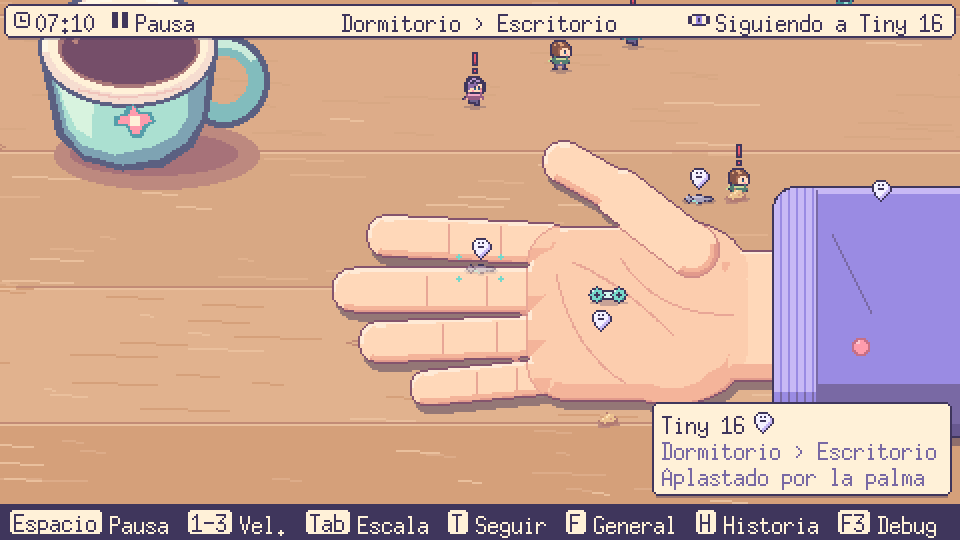 07:10 Pausa Dormitorio > Escritorio Siguiendo a Tiny 16
Tiny 16
Dormitorio > Escritorio
Aplastado por la palma
Espacio Pausa 1-3 Vel. Tab Escala T Seguir F General H Historia F3 Debug